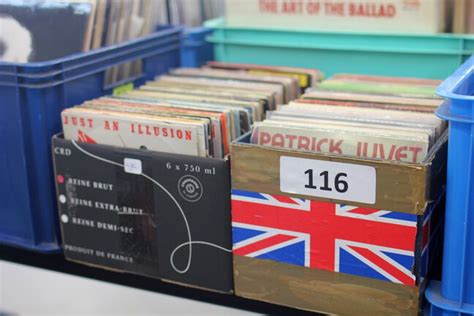 THE ART OF THE BALLAD
JUST AN ILLUSION
PATRICK JUVET
CRD
6 x 750 ml
REINE BRUT
REINE EXTRA-BRUT
REINE DEMI-SEC
PRODUIT DE FRANCE
116